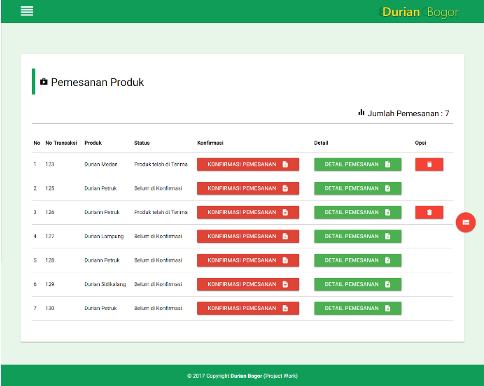 Durian Bogor
Pemesanan Produk
Jumlah Pemesanan : 7
No No Transaksi Produk Status Konfirmasi Detail Opsi
1 123 Durian Medan Produk telah di Terima KONFIRMASI PEMESANAN DETAIL PEMESANAN
2 125 Durian Petruk Belum di Konfirmasi KONFIRMASI PEMESANAN DETAIL PEMESANAN
3 126 Duriann Petruk Produk telah di Terima KONFIRMASI PEMESANAN DETAIL PEMESANAN
4 127 Durian Lampung Belum di Konfirmasi KONFIRMASI PEMESANAN DETAIL PEMESANAN
5 128 Duriann Petruk Belum di Konfirmasi KONFIRMASI PEMESANAN DETAIL PEMESANAN
6 129 Durian Sidikalang Belum di Konfirmasi KONFIRMASI PEMESANAN DETAIL PEMESANAN
7 130 Durian Petruk Belum di Konfirmasi KONFIRMASI PEMESANAN DETAIL PEMESANAN
© 2017 Copyright Durian Bogor (Project Work)